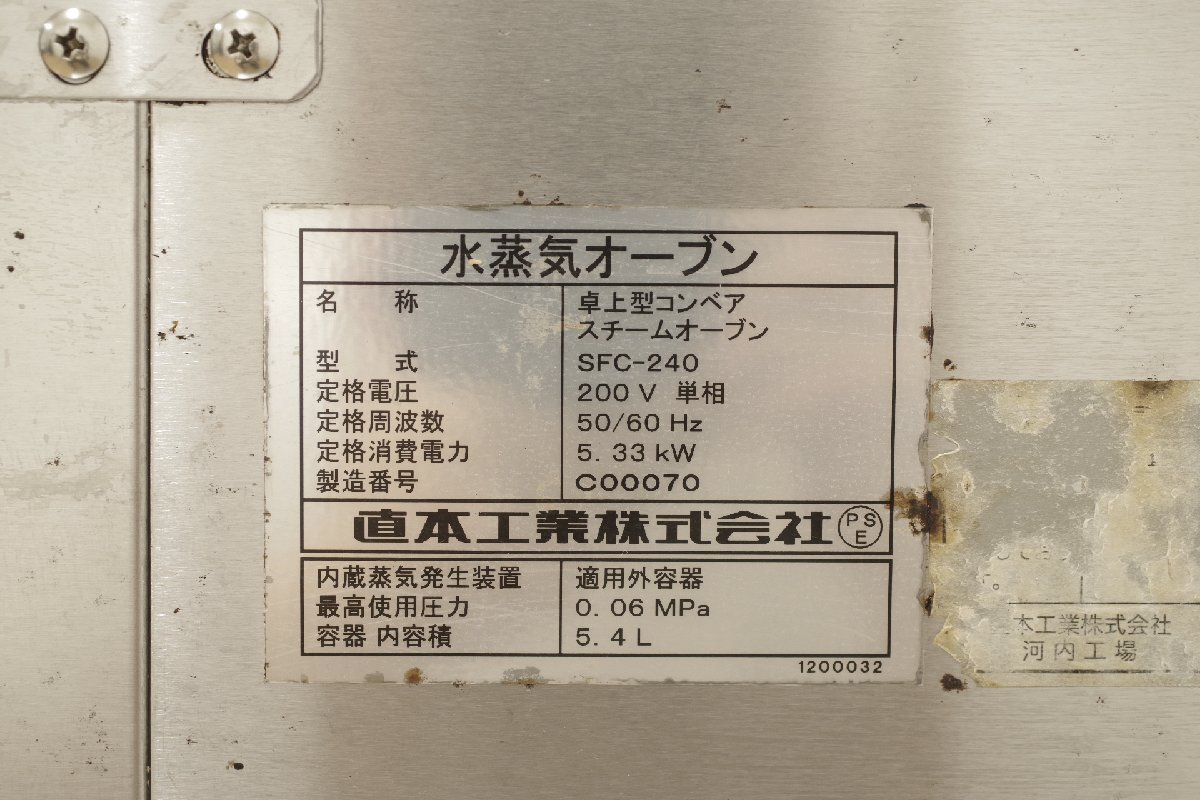 水蒸気オーブン
名 称 卓上型コンベア
スチームオーブン
型 式 SFC-240
定格電圧 200 V 単相
定格周波数 50/60 Hz
定格消費電力 5. 33 kW
製造番号 C00070
直本工業株式会社 PSE
内蔵蒸気発生装置 適用外容器
最高使用圧力 0. 06 MPa
容器 内容積 5. 4 L
1200032
本工業株式会社
河内工場